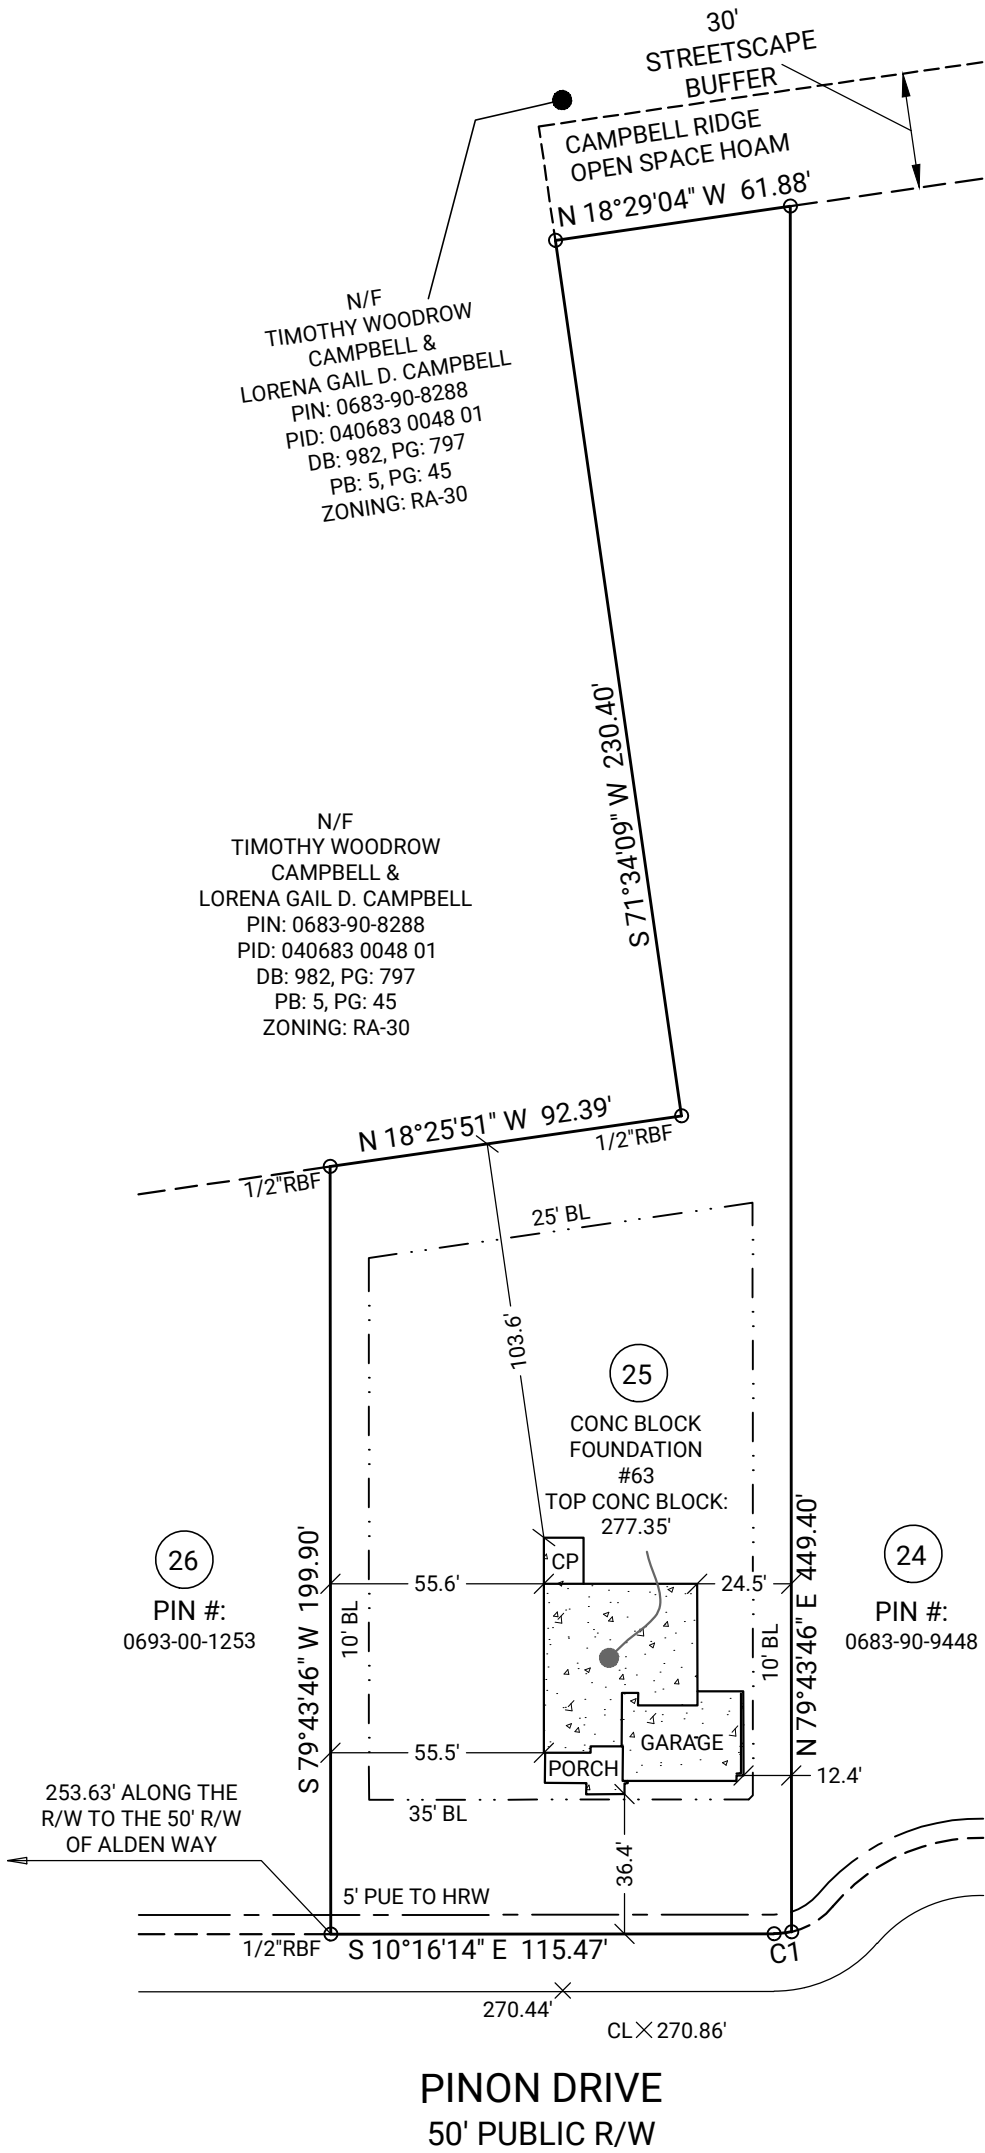 30'
STREETSCAPE
BUFFER
CAMPBELL RIDGE
OPEN SPACE HOAM
N 18°29'04" W 61.88'
N/F
TIMOTHY WOODROW
CAMPBELL &
LORENA GAIL D. CAMPBELL
PIN: 0683-90-8288
PID: 040683 0048 01
DB: 982, PG: 797
PB: 5, PG: 45
ZONING: RA-30
S 71°34'09" W 230.40'
N/F
TIMOTHY WOODROW
CAMPBELL &
LORENA GAIL D. CAMPBELL
PIN: 0683-90-8288
PID: 040683 0048 01
DB: 982, PG: 797
PB: 5, PG: 45
ZONING: RA-30
N 18°25'51" W 92.39'
1/2"RBF
1/2"RBF
25' BL
103.6'
25
CONC BLOCK
FOUNDATION
#63
TOP CONC BLOCK:
277.35'
26
PIN #:
0693-00-1253
S 79°43'46" W 199.90'
10' BL
55.6'
CP
24.5'
10' BL
N 79°43'46" E 449.40'
24
PIN #:
0683-90-9448
55.5'
PORCH
GARAGE
12.4'
253.63' ALONG THE
R/W TO THE 50' R/W
OF ALDEN WAY
35' BL
36.4'
5' PUE TO HRW
1/2"RBF
S 10°16'14" E 115.47'
C1
270.44'
CL 270.86'
PINON DRIVE
50' PUBLIC R/W